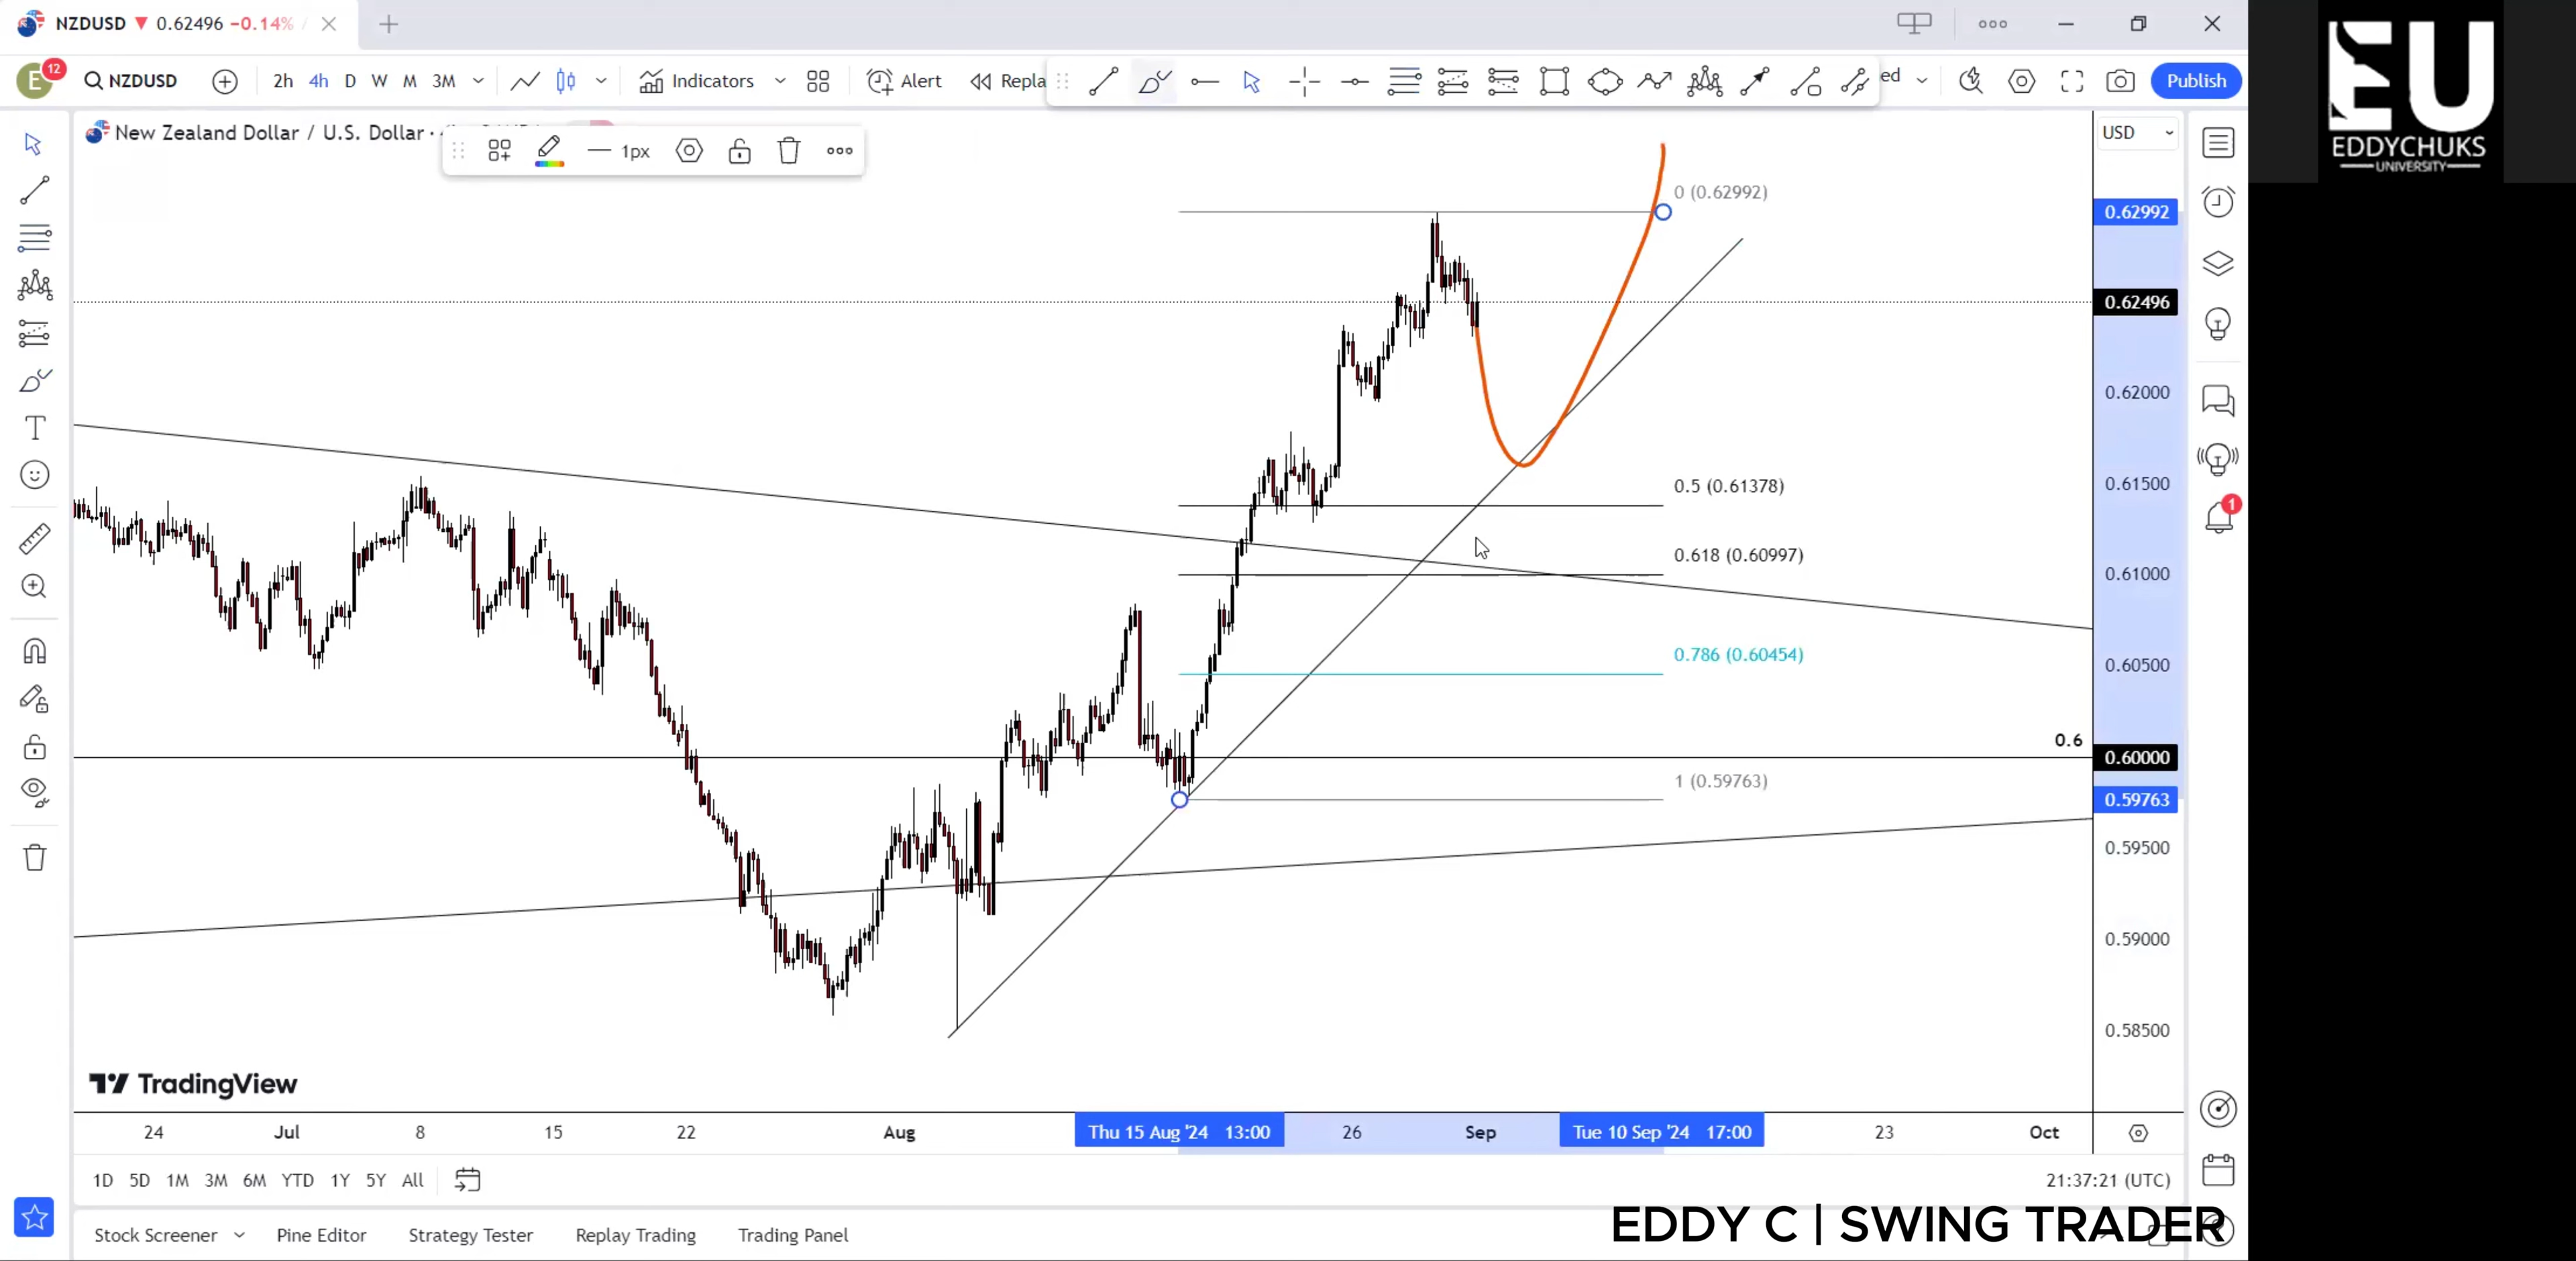 NZDUSD 0.62496 −0.14% /
E 12 NZDUSD 2h 4h D W M 3M Indicators Alert Repla ed Publish
New Zealand Dollar / U.S. Dollar ·
1px
USD
EU
EDDYCHUKS
UNIVERSITY
0 (0.62992)
0.62992
0.62496
0.62000
0.5 (0.61378)
0.61500
1
0.618 (0.60997)
0.61000
0.786 (0.60454)
0.60500
0.6
0.60000
1 (0.59763)
0.59763
0.59500
0.59000
0.58500
TradingView
24 Jul 8 15 22 Aug Thu 15 Aug '24 13:00 26 Sep Tue 10 Sep '24 17:00 23 Oct
1D 5D 1M 3M 6M YTD 1Y 5Y All 21:37:21 (UTC)
Stock Screener Pine Editor Strategy Tester Replay Trading Trading Panel
EDDY C | SWING TRADER